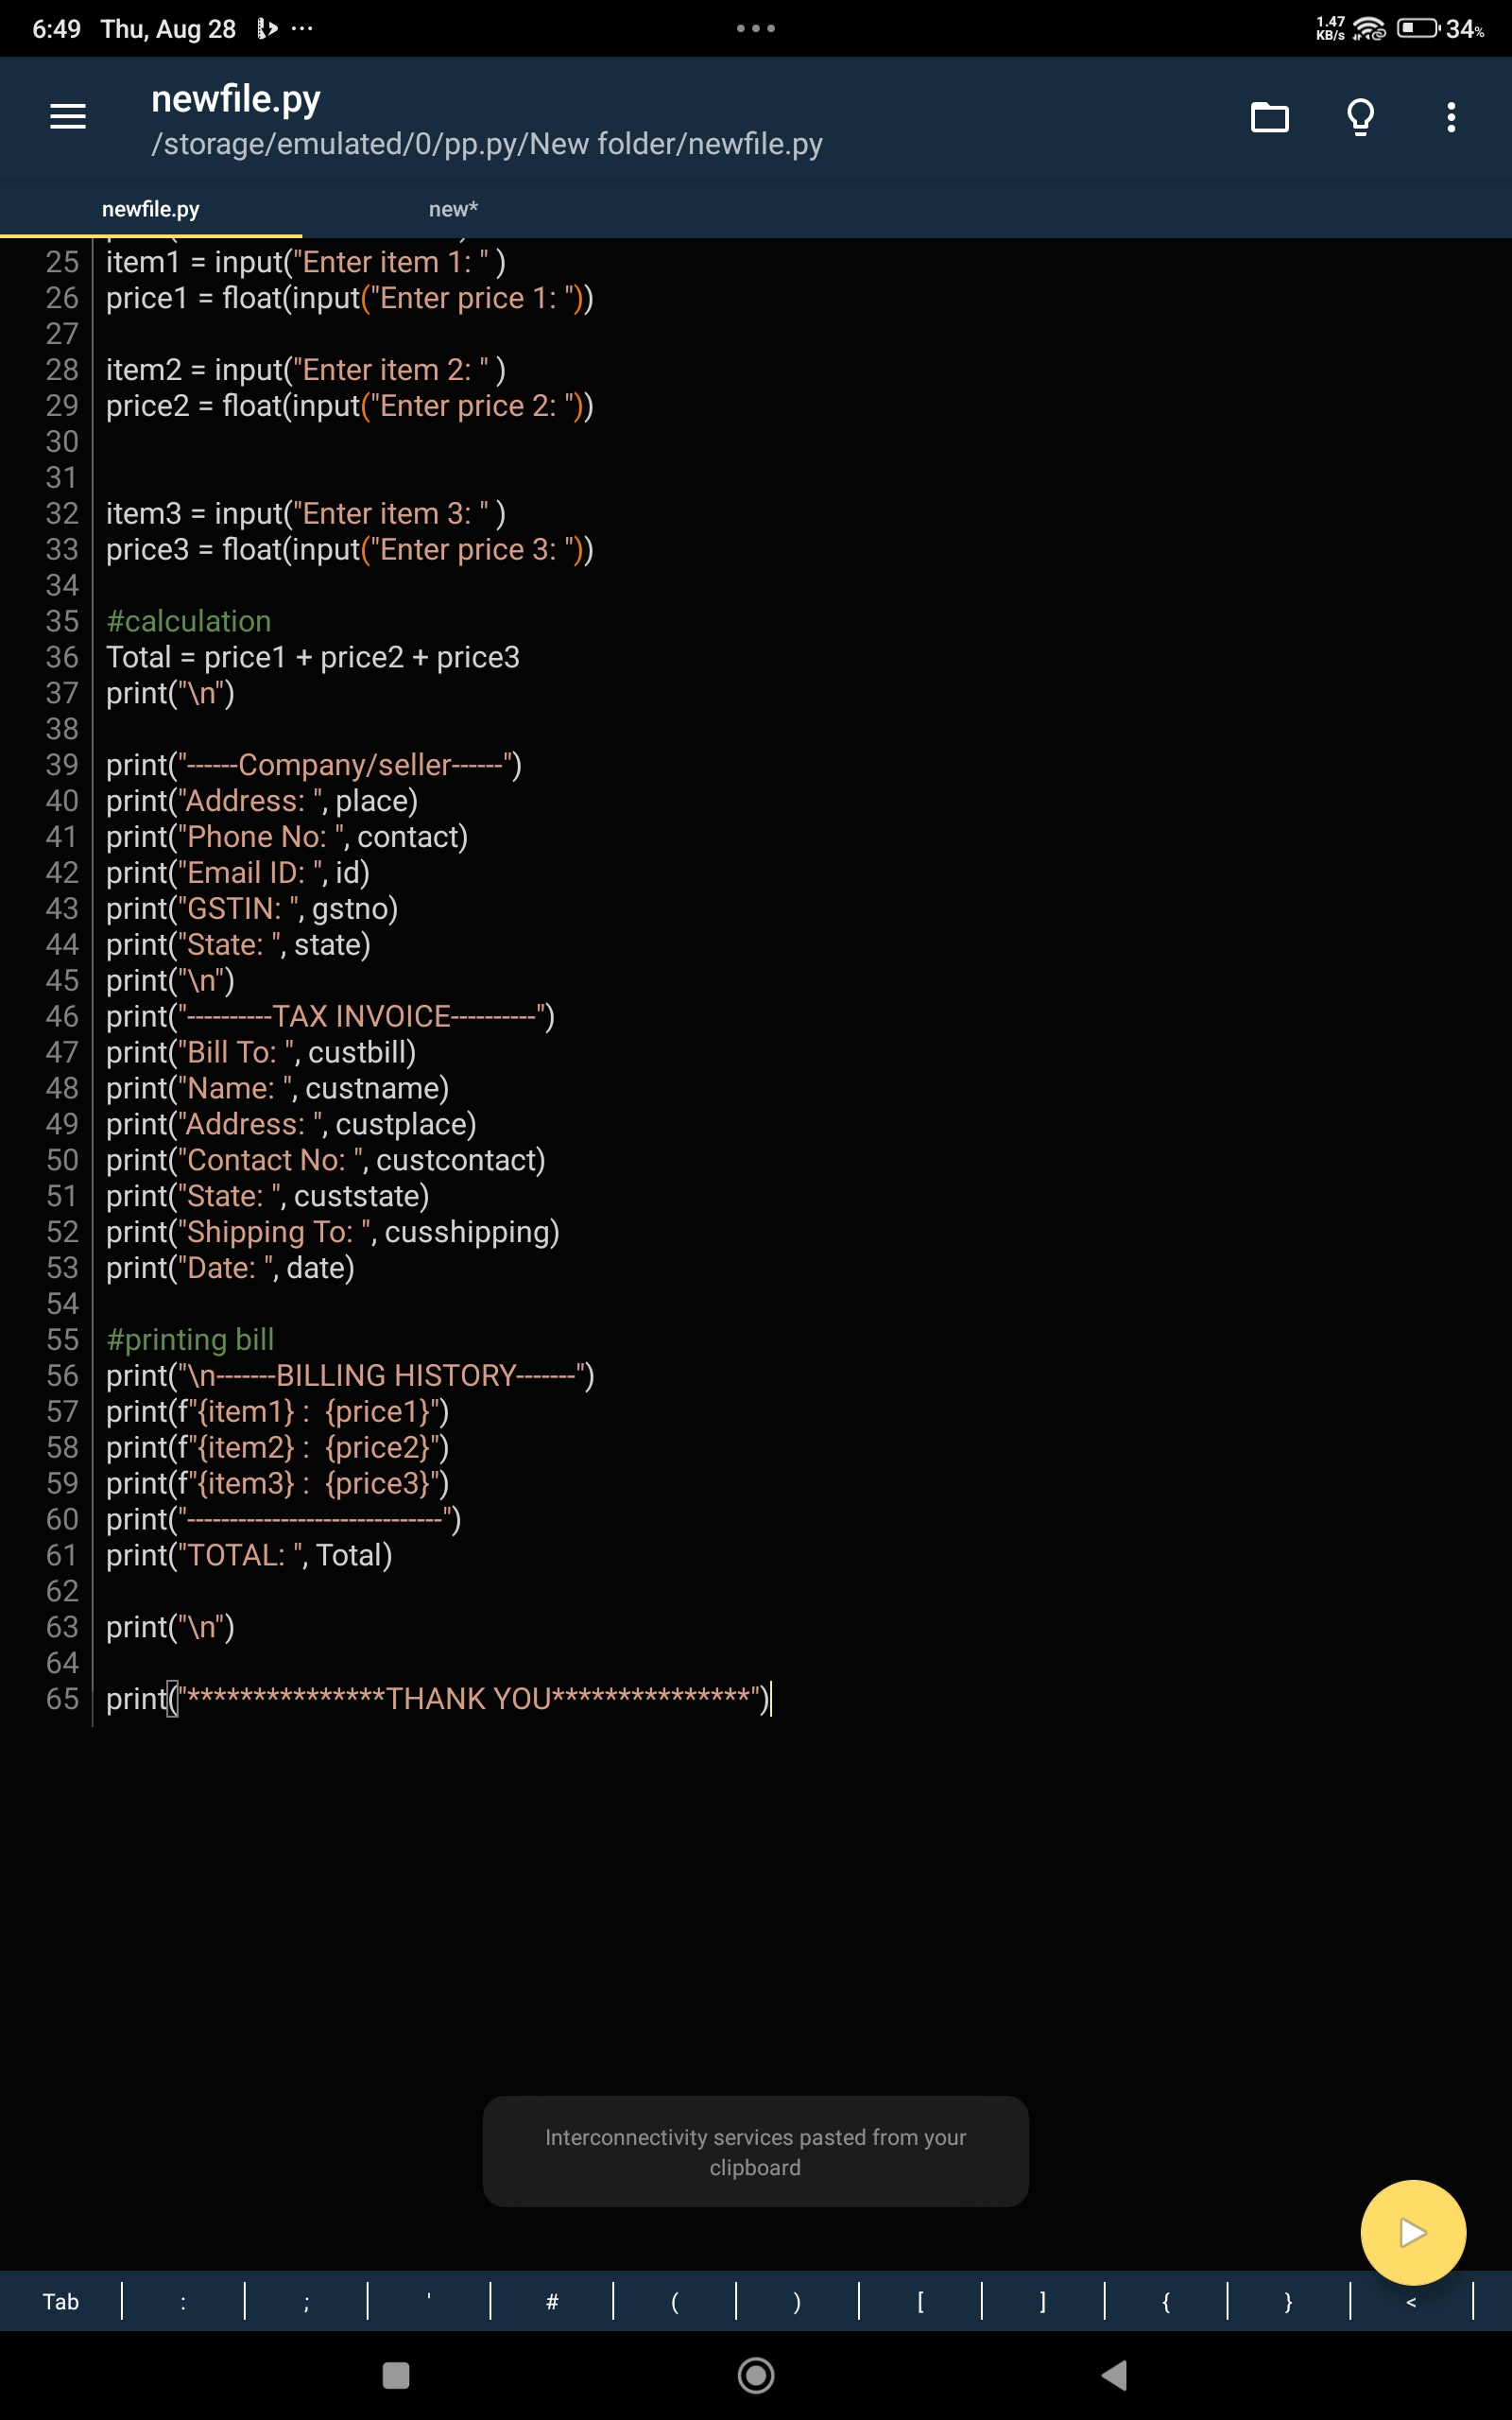 6:49 Thu, Aug 28 ... 1.47 KB/s 34%
newfile.py
/storage/emulated/0/pp.py/New folder/newfile.py
newfile.py new*
25 item1 = input("Enter item 1: " )
26 price1 = float(input("Enter price 1: "))
27
28 item2 = input("Enter item 2: " )
29 price2 = float(input("Enter price 2: "))
30
31
32 item3 = input("Enter item 3: " )
33 price3 = float(input("Enter price 3: "))
34
35 #calculation
36 Total = price1 + price2 + price3
37 print("\n")
38
39 print("------Company/seller------")
40 print("Address: ", place)
41 print("Phone No: ", contact)
42 print("Email ID: ", id)
43 print("GSTIN: ", gstno)
44 print("State: ", state)
45 print("\n")
46 print("----------TAX INVOICE----------")
47 print("Bill To: ", custbill)
48 print("Name: ", custname)
49 print("Address: ", custplace)
50 print("Contact No: ", custcontact)
51 print("State: ", custstate)
52 print("Shipping To: ", cusshipping)
53 print("Date: ", date)
54
55 #printing bill
56 print("\n-------BILLING HISTORY-------")
57 print(f"{item1} :  {price1}")
58 print(f"{item2} :  {price2}")
59 print(f"{item3} :  {price3}")
60 print("------------------------------")
61 print("TOTAL: ", Total)
62
63 print("\n")
64
65 print("***************THANK YOU***************")
Interconnectivity services pasted from your
clipboard
Tab : ; ' # ( ) [ ] { } <